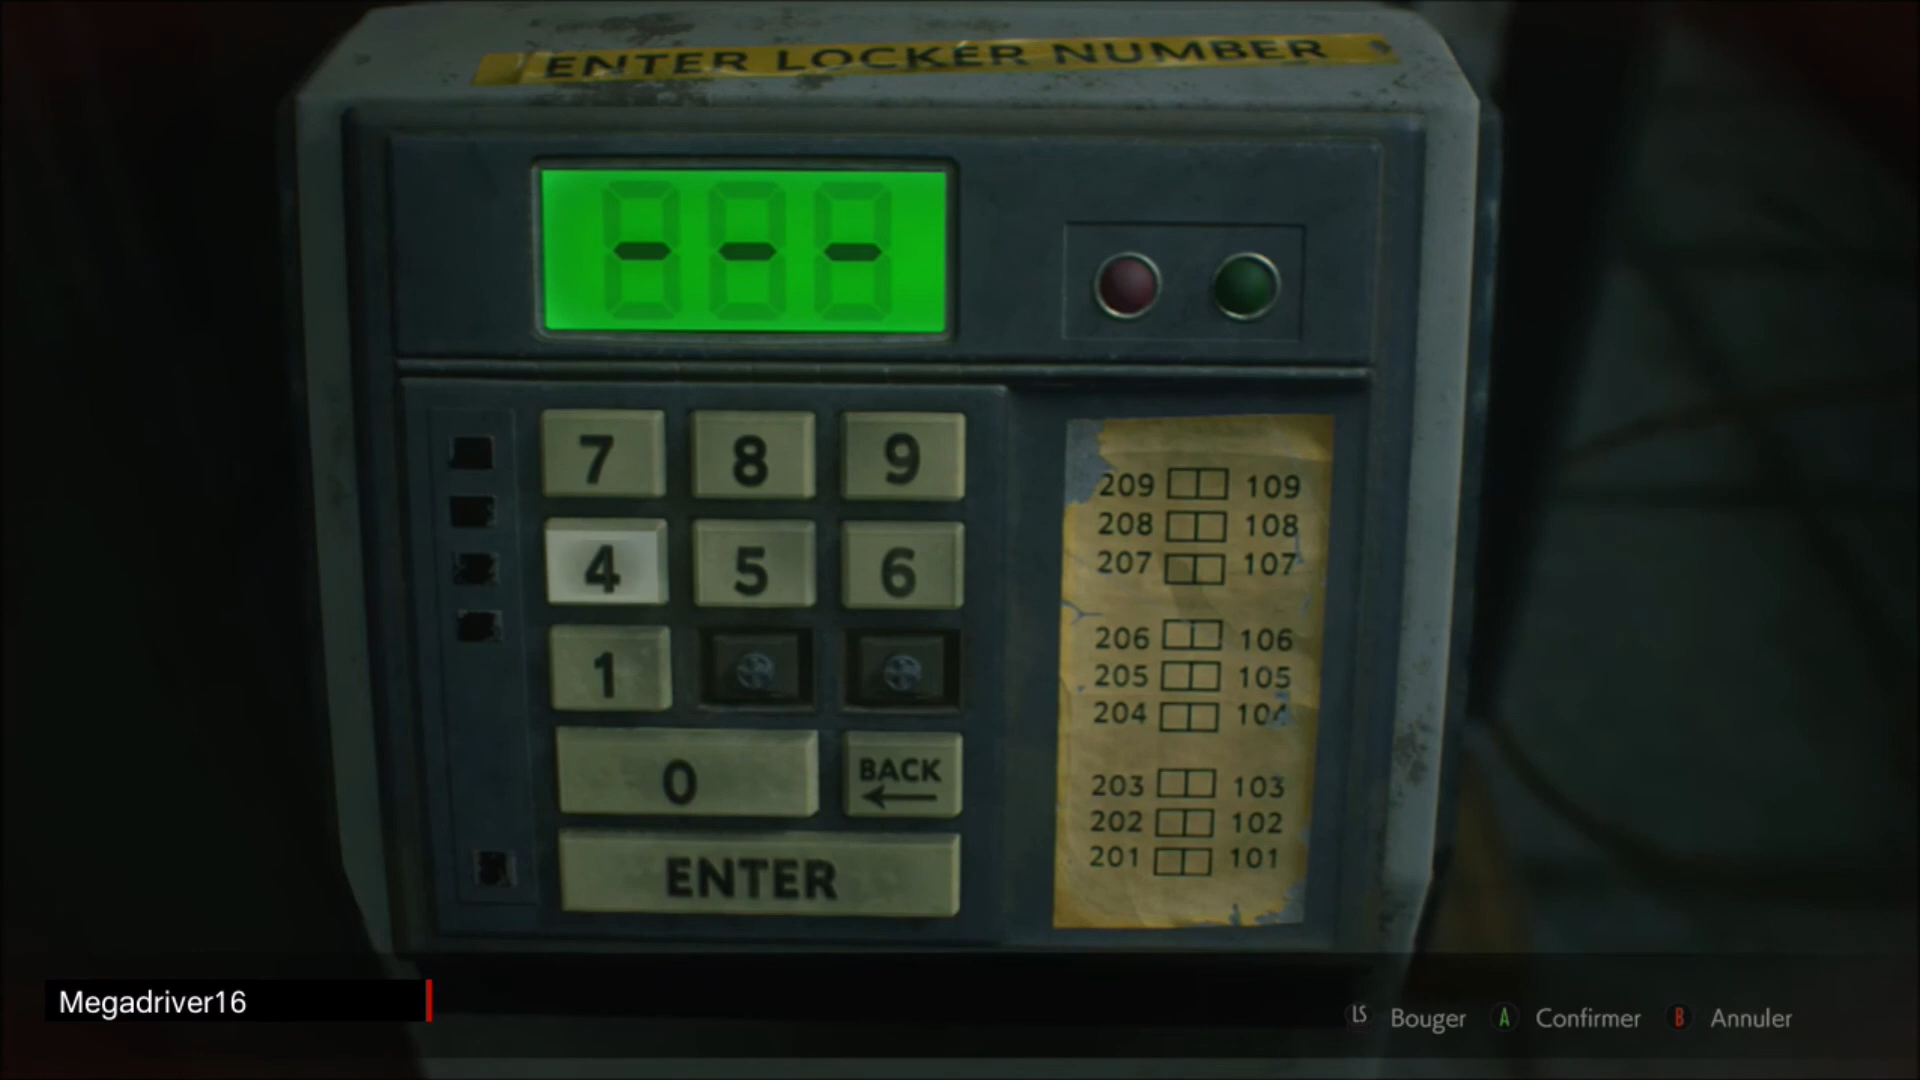 ENTER LOCKER NUMBER
- - -
7 8 9
4 5 6
1
0 BACK
ENTER
209 109
208 108
207 107
206 106
205 105
204 104
203 103
202 102
201 101
Megadriver16
LS Bouger A Confirmer B Annuler